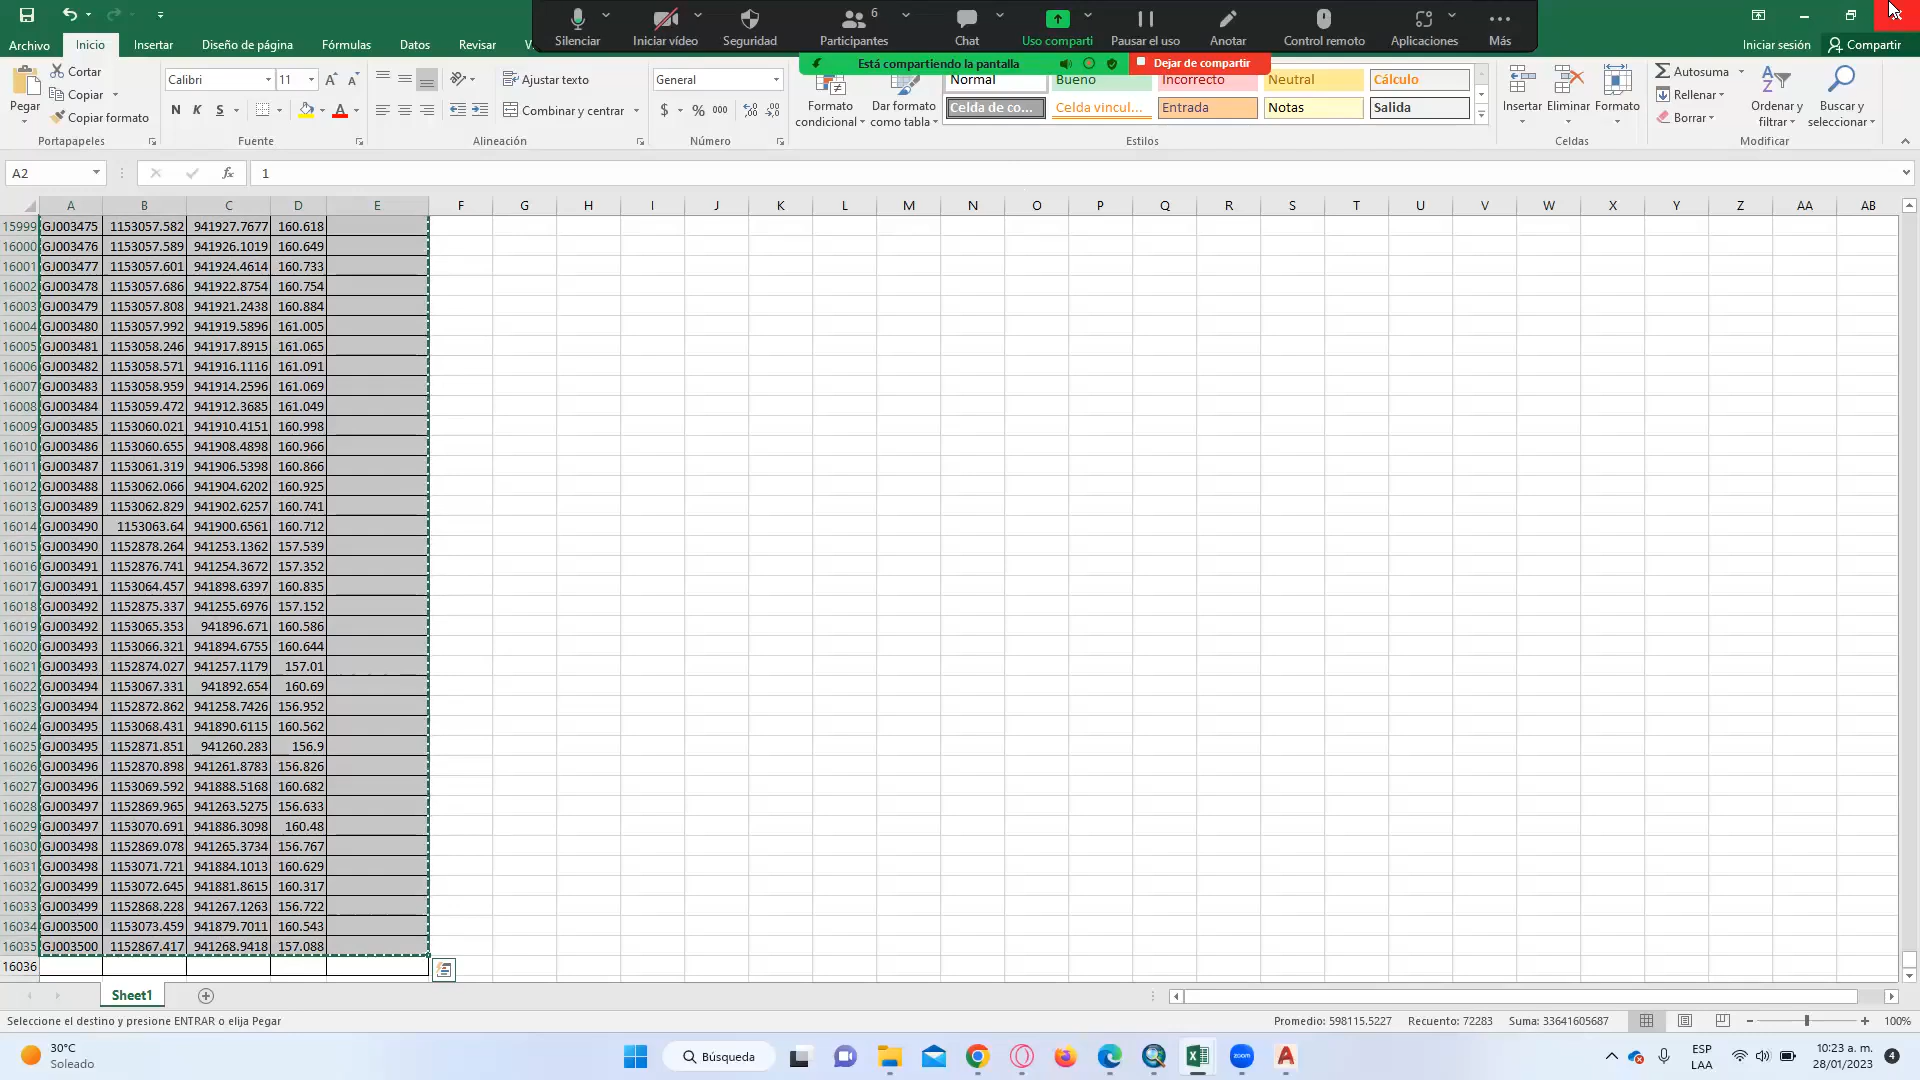 Silenciar
Iniciar vídeo
Seguridad
6
Participantes
Chat
Uso comparti
Pausar el uso
Anotar
Control remoto
Aplicaciones
Más
Archivo
Inicio
Insertar
Diseño de página
Fórmulas
Datos
Revisar
V
Está compartiendo la pantalla
Dejar de compartir
Iniciar sesión
Compartir
Pegar
Cortar
Copiar
Copiar formato
Portapapeles
Calibri
11
N K S
Fuente
Ajustar texto
Combinar y centrar
Alineación
General
$ % 000
Número
Formato condicional
Dar formato como tabla
Normal
Bueno
Incorrecto
Neutral
Cálculo
Celda de co...
Celda vincul...
Entrada
Notas
Salida
Estilos
Insertar
Eliminar
Formato
Celdas
Autosuma
Rellenar
Borrar
Ordenar y filtrar
Buscar y seleccionar
Modificar
A2
fx
1
A B C D E F G H I J K L M N O P Q R S T U V W X Y Z AA AB
15999 GJ003475 1153057.582 941927.7677 160.618
16000 GJ003476 1153057.589 941926.1019 160.649
16001 GJ003477 1153057.601 941924.4614 160.733
16002 GJ003478 1153057.686 941922.8754 160.754
16003 GJ003479 1153057.808 941921.2438 160.884
16004 GJ003480 1153057.992 941919.5896 161.005
16005 GJ003481 1153058.246 941917.8915 161.065
16006 GJ003482 1153058.571 941916.1116 161.091
16007 GJ003483 1153058.959 941914.2596 161.069
16008 GJ003484 1153059.472 941912.3685 161.049
16009 GJ003485 1153060.021 941910.4151 160.998
16010 GJ003486 1153060.655 941908.4898 160.966
16011 GJ003487 1153061.319 941906.5398 160.866
16012 GJ003488 1153062.066 941904.6202 160.925
16013 GJ003489 1153062.829 941902.6257 160.741
16014 GJ003490 1153063.64 941900.6561 160.712
16015 GJ003490 1152878.264 941253.1362 157.539
16016 GJ003491 1152876.741 941254.3672 157.352
16017 GJ003491 1153064.457 941898.6397 160.835
16018 GJ003492 1152875.337 941255.6976 157.152
16019 GJ003492 1153065.353 941896.671 160.586
16020 GJ003493 1153066.321 941894.6755 160.644
16021 GJ003493 1152874.027 941257.1179 157.01
16022 GJ003494 1153067.331 941892.654 160.69
16023 GJ003494 1152872.862 941258.7426 156.952
16024 GJ003495 1153068.431 941890.6115 160.562
16025 GJ003495 1152871.851 941260.283 156.9
16026 GJ003496 1152870.898 941261.8783 156.826
16027 GJ003496 1153069.592 941888.5168 160.682
16028 GJ003497 1152869.965 941263.5275 156.633
16029 GJ003497 1153070.691 941886.3098 160.48
16030 GJ003498 1152869.078 941265.3734 156.767
16031 GJ003498 1153071.721 941884.1013 160.629
16032 GJ003499 1153072.645 941881.8615 160.317
16033 GJ003499 1152868.228 941267.1263 156.722
16034 GJ003500 1153073.459 941879.7011 160.543
16035 GJ003500 1152867.417 941268.9418 157.088
16036
Sheet1
Seleccione el destino y presione ENTRAR o elija Pegar
Promedio: 598115.5227
Recuento: 72283
Suma: 33641605687
100%
30°C
Soleado
Búsqueda
zoom
ESP
LAA
10:23 a. m.
28/01/2023
4